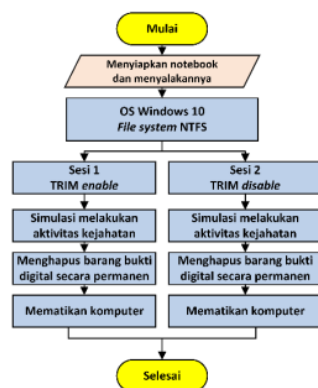 Mulai
Menyiapkan notebook
dan menyalakannya
OS Windows 10
File system NTFS
Sesi 1
TRIM enable
Simulasi melakukan
aktivitas kejahatan
Menghapus barang bukti
digital secara permanen
Mematikan komputer
Sesi 2
TRIM disable
Simulasi melakukan
aktivitas kejahatan
Menghapus barang bukti
digital secara permanen
Mematikan komputer
Selesai